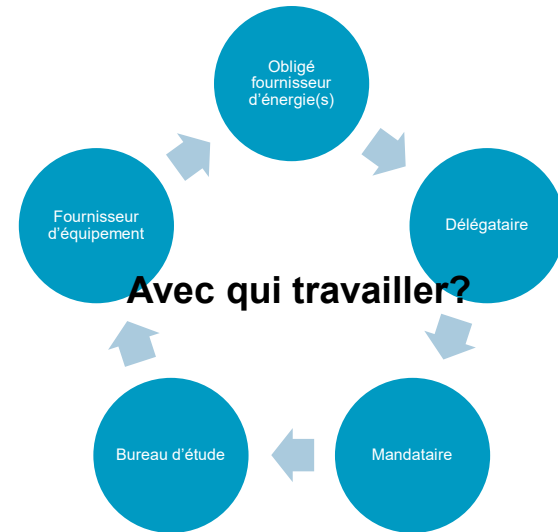 Obligé
fournisseur
d'énergie(s)
Fournisseur
d'équipement
Délégataire
Avec qui travailler?
Bureau d'étude
Mandataire